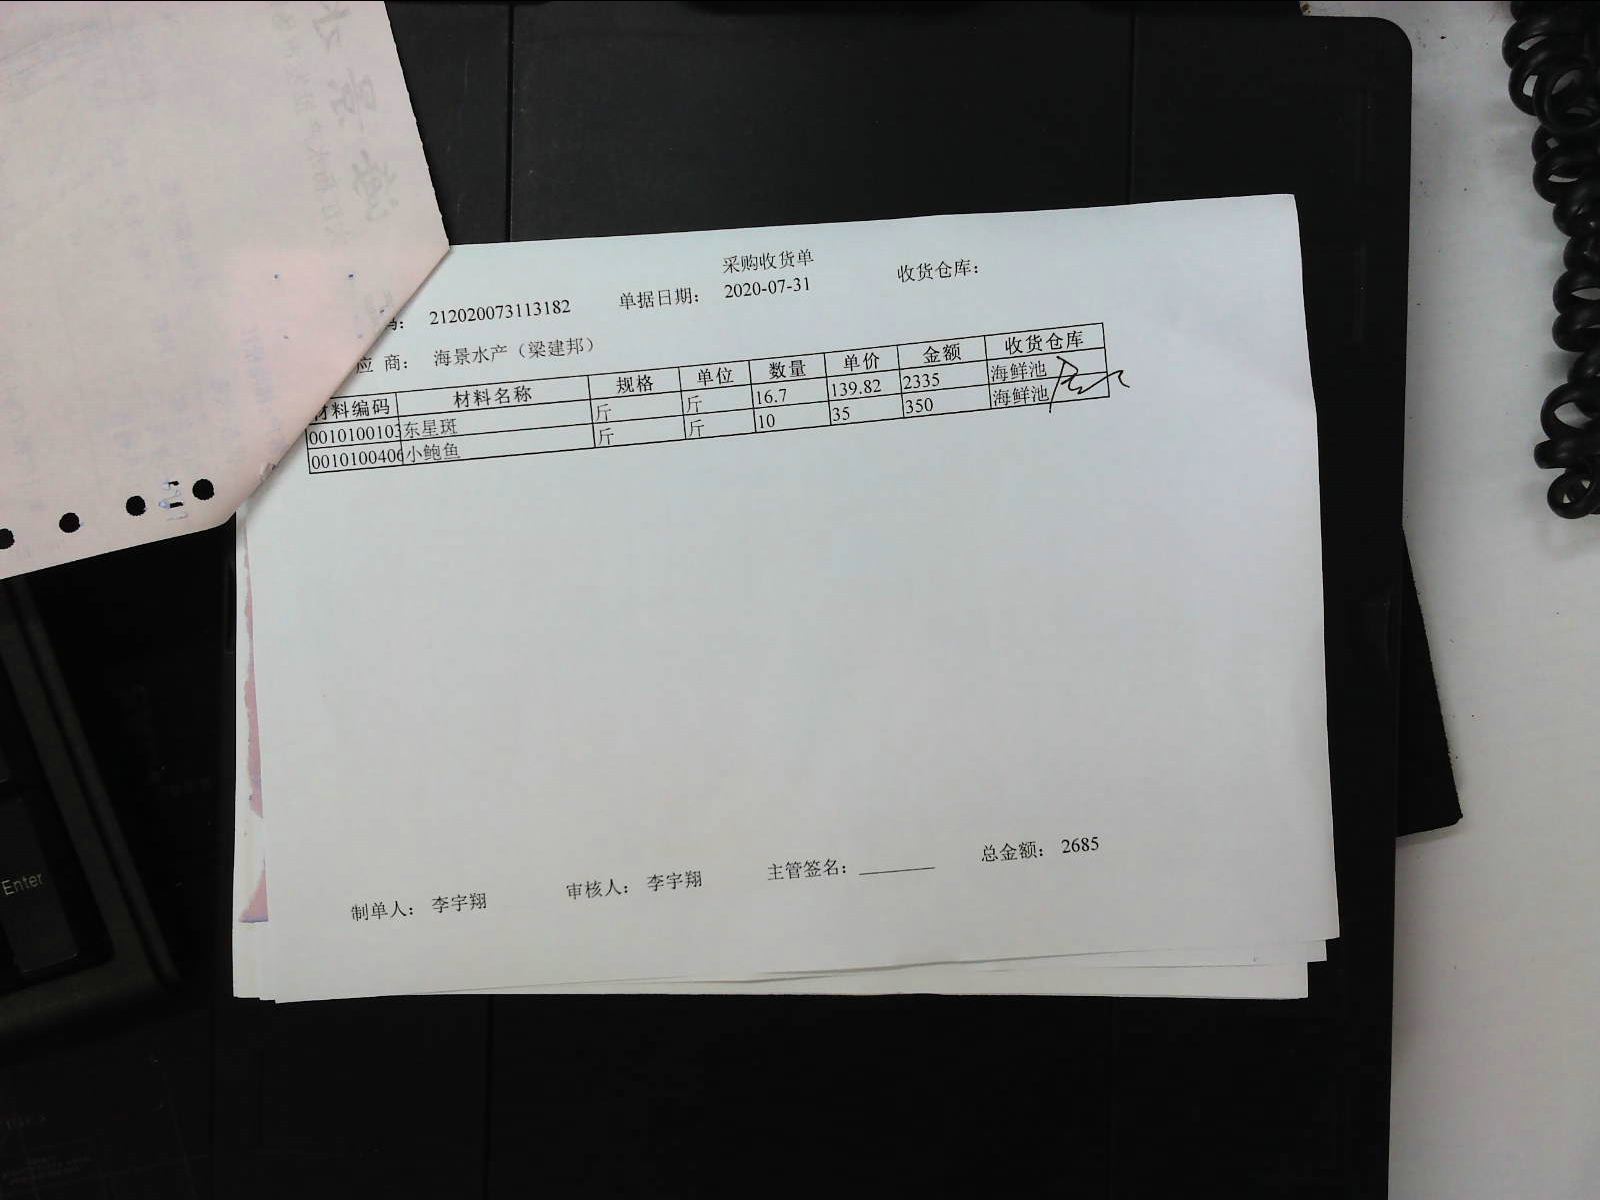 采购收货单
码： 212020073113182 单据日期： 2020-07-31 收货仓库：
应 商： 海景水产（梁建邦）
材料编码 材料名称 规格 单位 数量 单价 金额 收货仓库
0010100103 东星斑 斤 斤 16.7 139.82 2335 海鲜池
0010100406 小鲍鱼 斤 斤 10 35 350 海鲜池
制单人： 李宇翔 审核人： 李宇翔 主管签名： 总金额： 2685
Enter